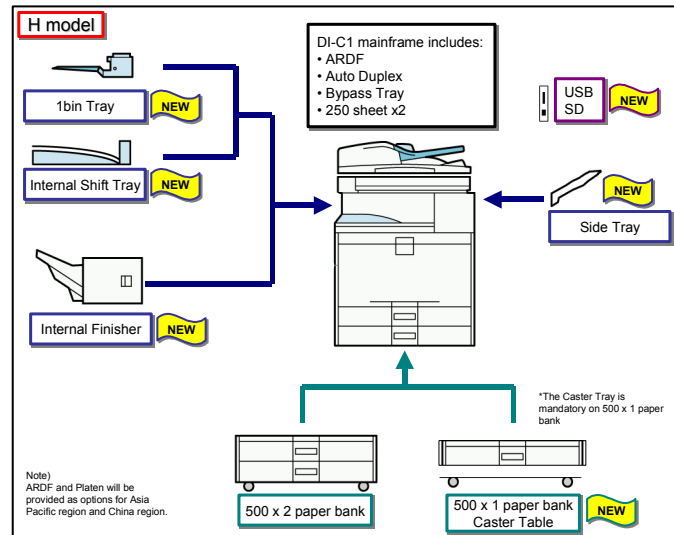 H model
DI-C1 mainframe includes:
• ARDF
• Auto Duplex
• Bypass Tray
• 250 sheet x2
1bin Tray
NEW
USB
SD
NEW
Internal Shift Tray
NEW
NEW
Side Tray
Internal Finisher
NEW
*The Caster Tray is
mandatory on 500 x 1 paper
bank
Note)
ARDF and Platen will be
provided as options for Asia
Pacific region and China region.
500 x 2 paper bank
500 x 1 paper bank
Caster Table
NEW